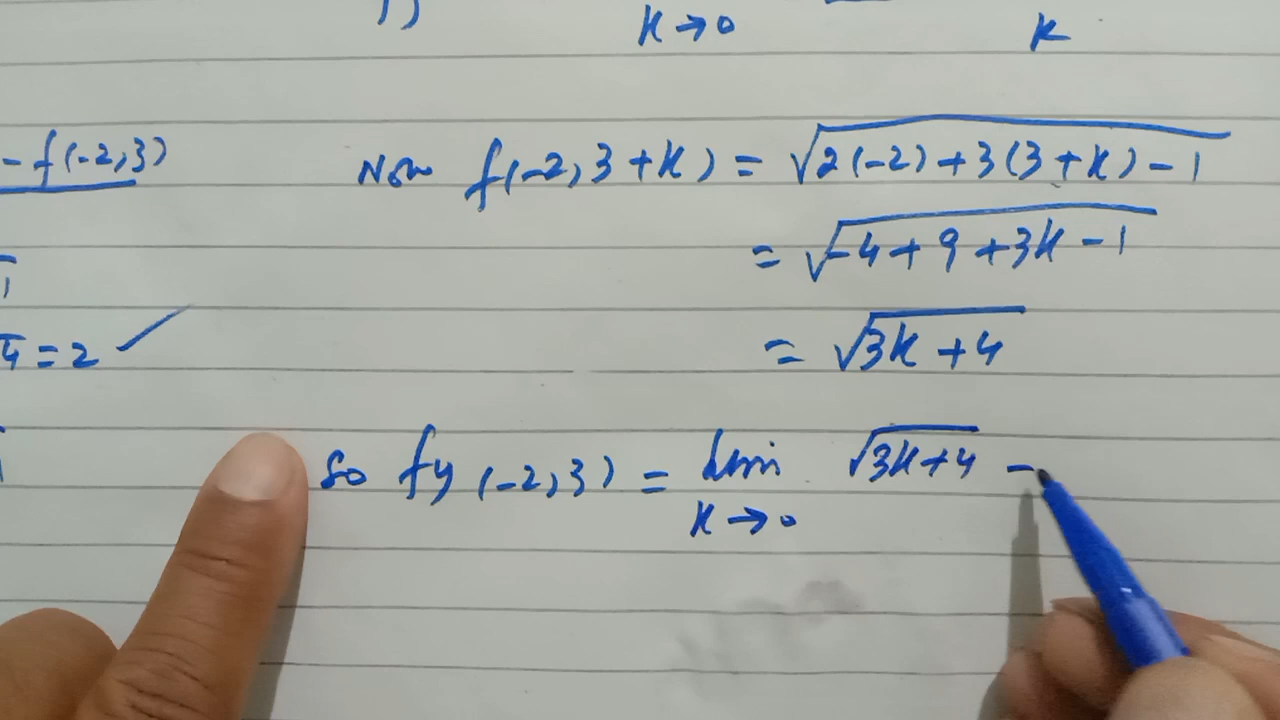 k→0 k
- f(-2,3)
Now f(-2, 3+k) = √2(-2)+3(3+k)-1
= √-4+9+3k-1
√4 = 2
= √3k+4
So fy (-2,3) = lim √3k+4 -
k→0